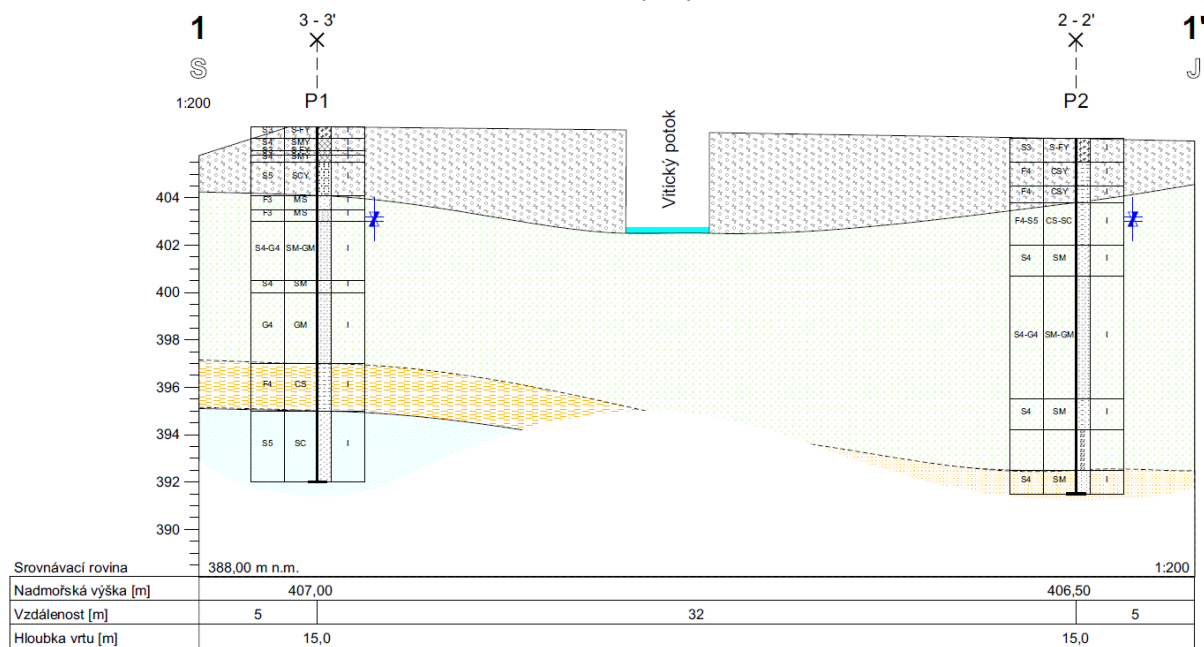 1 3 - 3' 2 - 2' 1'
S J
1:200 P1 P2
Vitický potok
S3 S-FY I
S4 SMY I
S3 S-FY I
S4 SMY I
S5 SCY I
F3 MS I
F3 MS I
S4-G4 SM-GM I
S4 SM I
G4 GM I
F4 CS I
S5 SC I
S3 S-FY I
F4 CSY I
F4 CSY I
F4-S5 CS-SC I
S4 SM I
S4-G4 SM-GM I
S4 SM I
S4 SM I
404
402
400
398
396
394
392
390
Srovnávací rovina 388,00 m n.m. 1:200
Nadmořská výška [m] 407,00 406,50
Vzdálenost [m] 5 32 5
Hloubka vrtu [m] 15,0 15,0